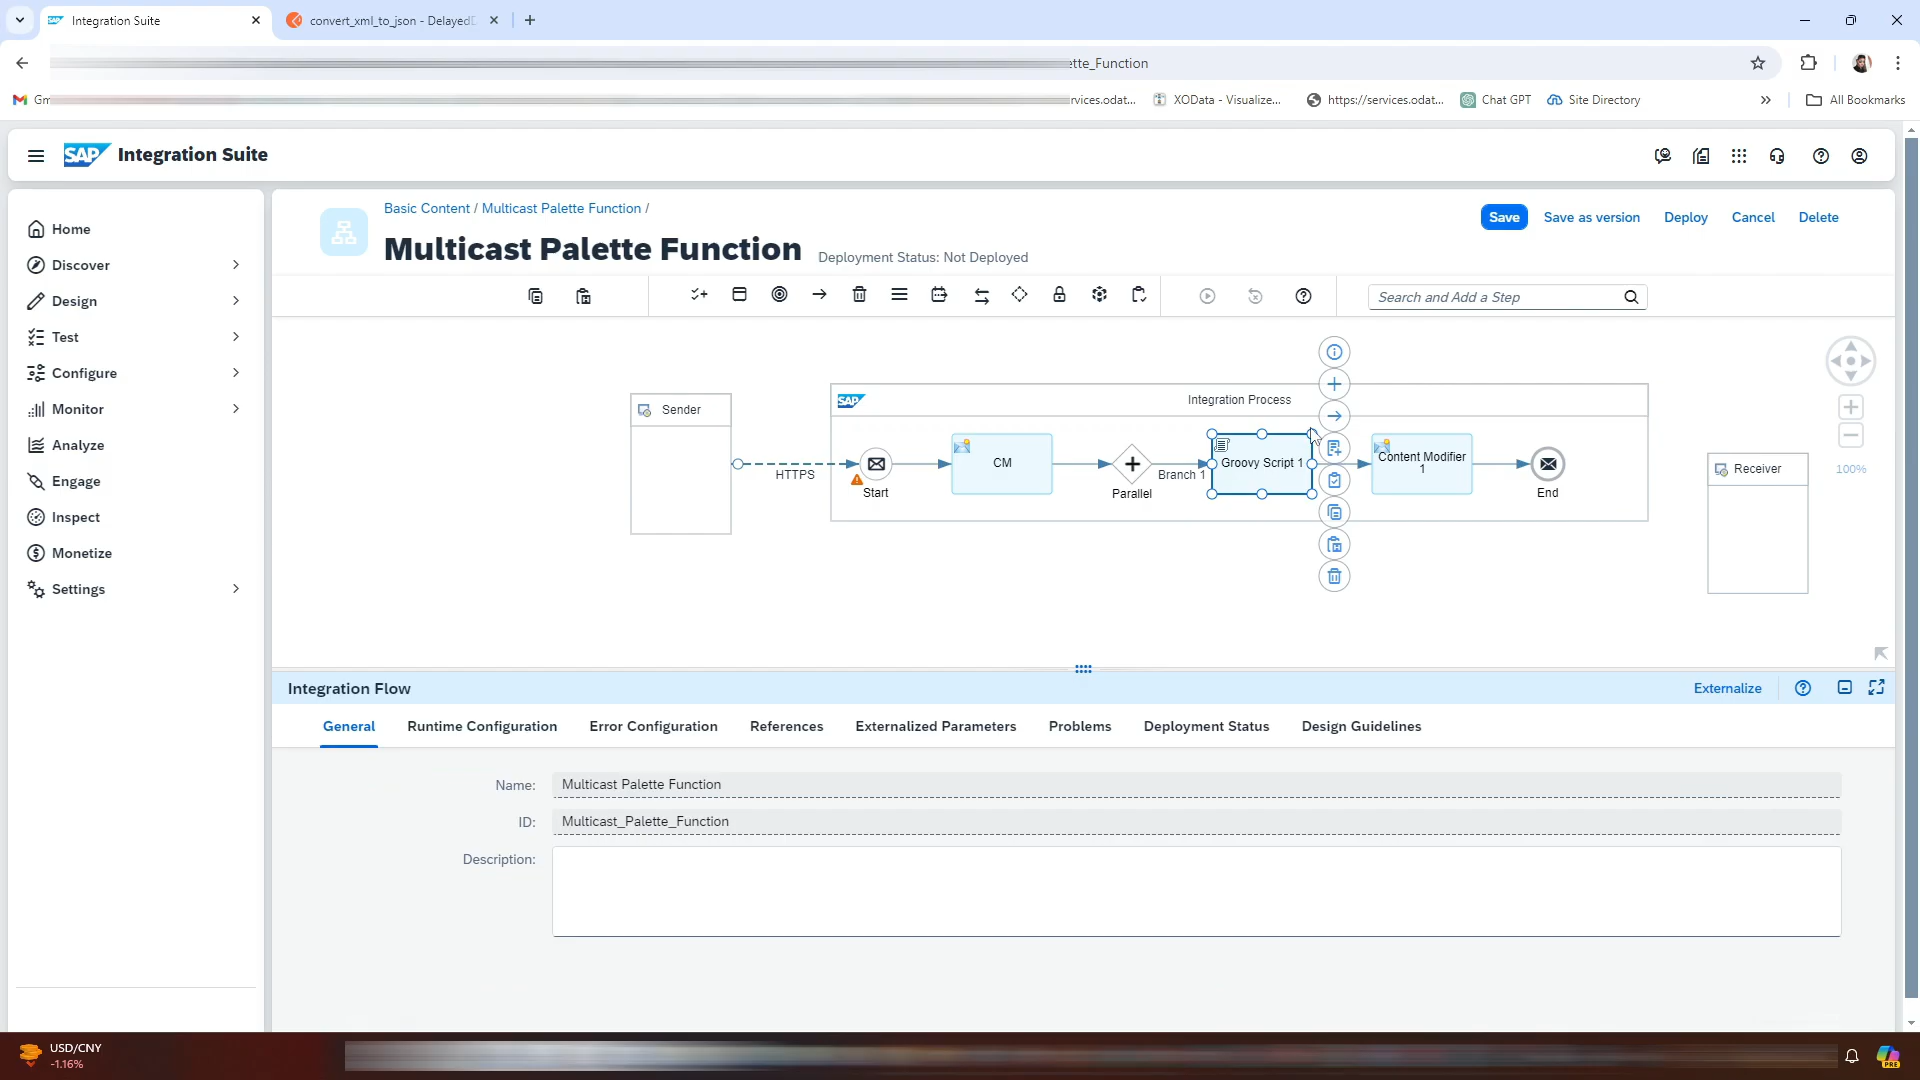 Integration Suite
convert_xml_to_json - Delayed
ette_Function
Gm
rvices.odat...
XOData - Visualize...
https://services.odat...
Chat GPT
Site Directory
All Bookmarks
SAP Integration Suite
Home
Discover
Design
Test
Configure
Monitor
Analyze
Engage
Inspect
Monetize
Settings
Basic Content / Multicast Palette Function /
Multicast Palette Function
Deployment Status: Not Deployed
Save
Save as version
Deploy
Cancel
Delete
Search and Add a Step
Sender
HTTPS
SAP
Integration Process
Start
CM
Parallel
Branch 1
Groovy Script 1
Content Modifier
1
End
Receiver
100%
Integration Flow
Externalize
General
Runtime Configuration
Error Configuration
References
Externalized Parameters
Problems
Deployment Status
Design Guidelines
Name:
Multicast Palette Function
ID:
Multicast_Palette_Function
Description:
USD/CNY
-1.16%
PRE